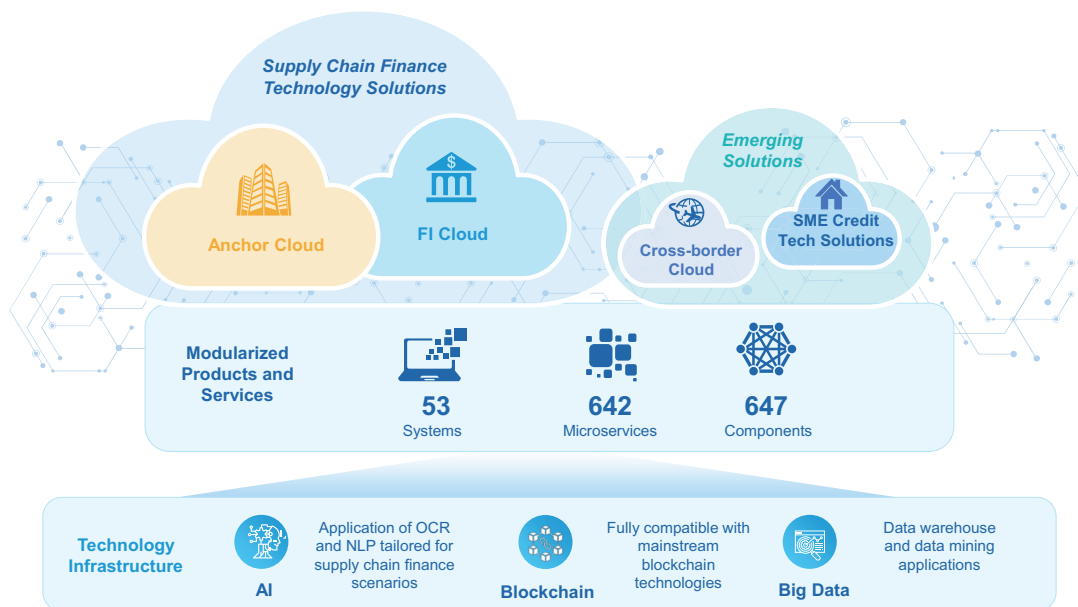 Supply Chain Finance
Technology Solutions
Anchor Cloud
$
FI Cloud
Emerging
Solutions
Cross-border
Cloud
SME Credit
Tech Solutions
Modularized
Products and
Services
53
Systems
642
Microservices
647
Components
Technology
Infrastructure
AI
Application of OCR
and NLP tailored for
supply chain finance
scenarios
Blockchain
Fully compatible with
mainstream
blockchain
technologies
Big Data
Data warehouse
and data mining
applications